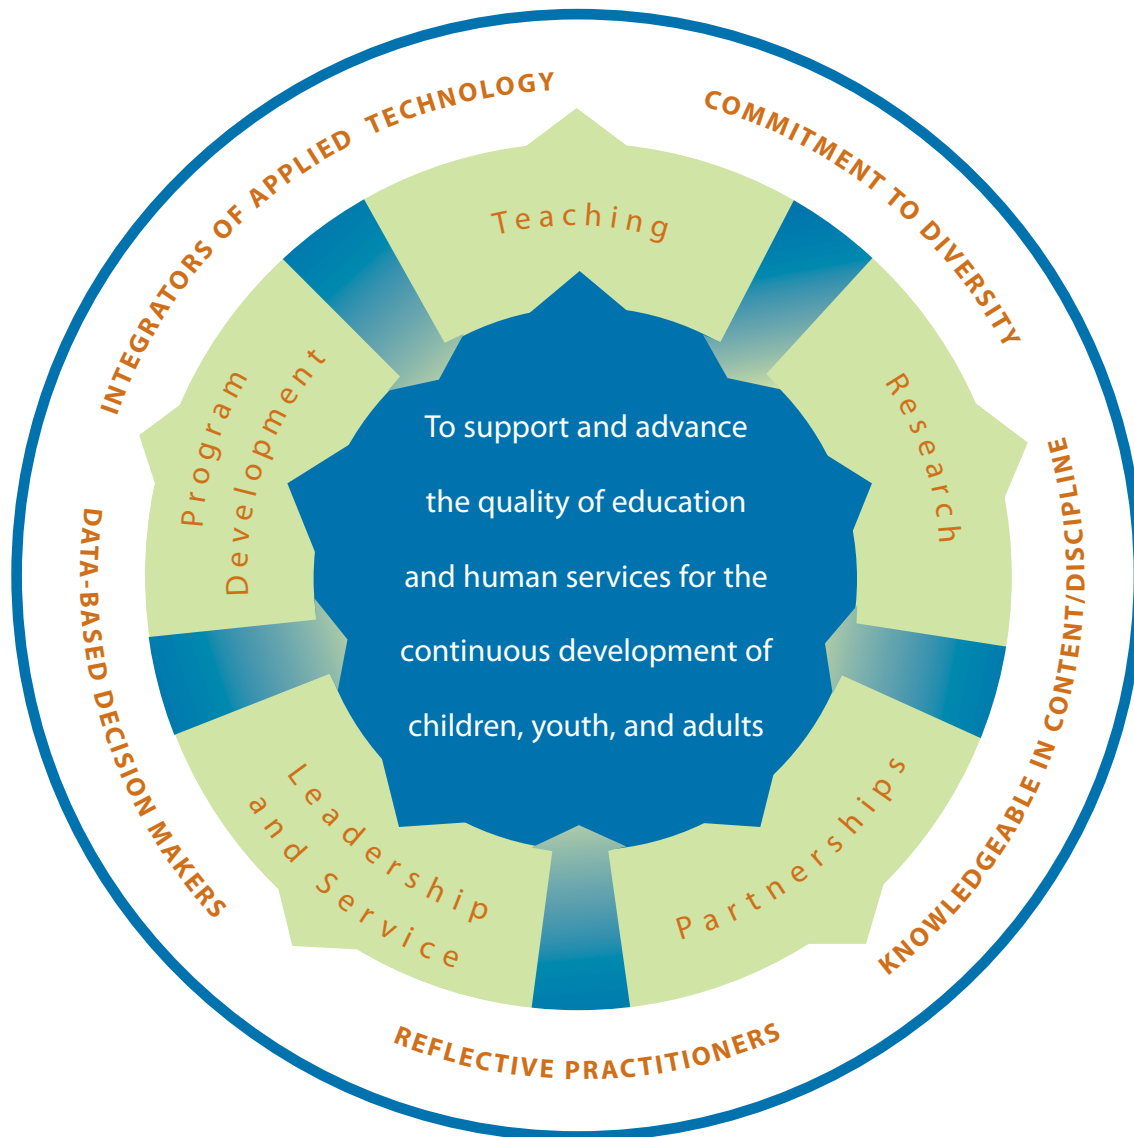 INTEGRATORS OF APPLIED TECHNOLOGY
COMMITMENT TO DIVERSITY
KNOWLEDGEABLE IN CONTENT/DISCIPLINE
REFLECTIVE PRACTITIONERS
DATA-BASED DECISION MAKERS
Teaching
Research
Partnerships
Leadership
and Service
Program
Development
To support and advance
the quality of education
and human services for the
continuous development of
children, youth, and adults